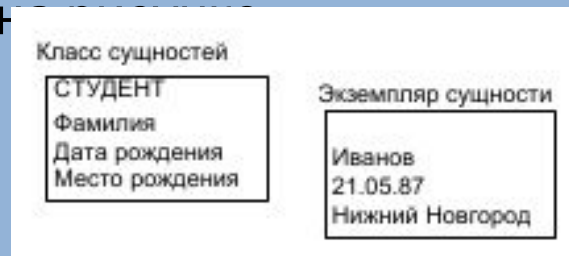 Класс сущностей
СТУДЕНТ
Фамилия
Дата рождения
Место рождения
Экземпляр сущности
Иванов
21.05.87
Нижний Новгород